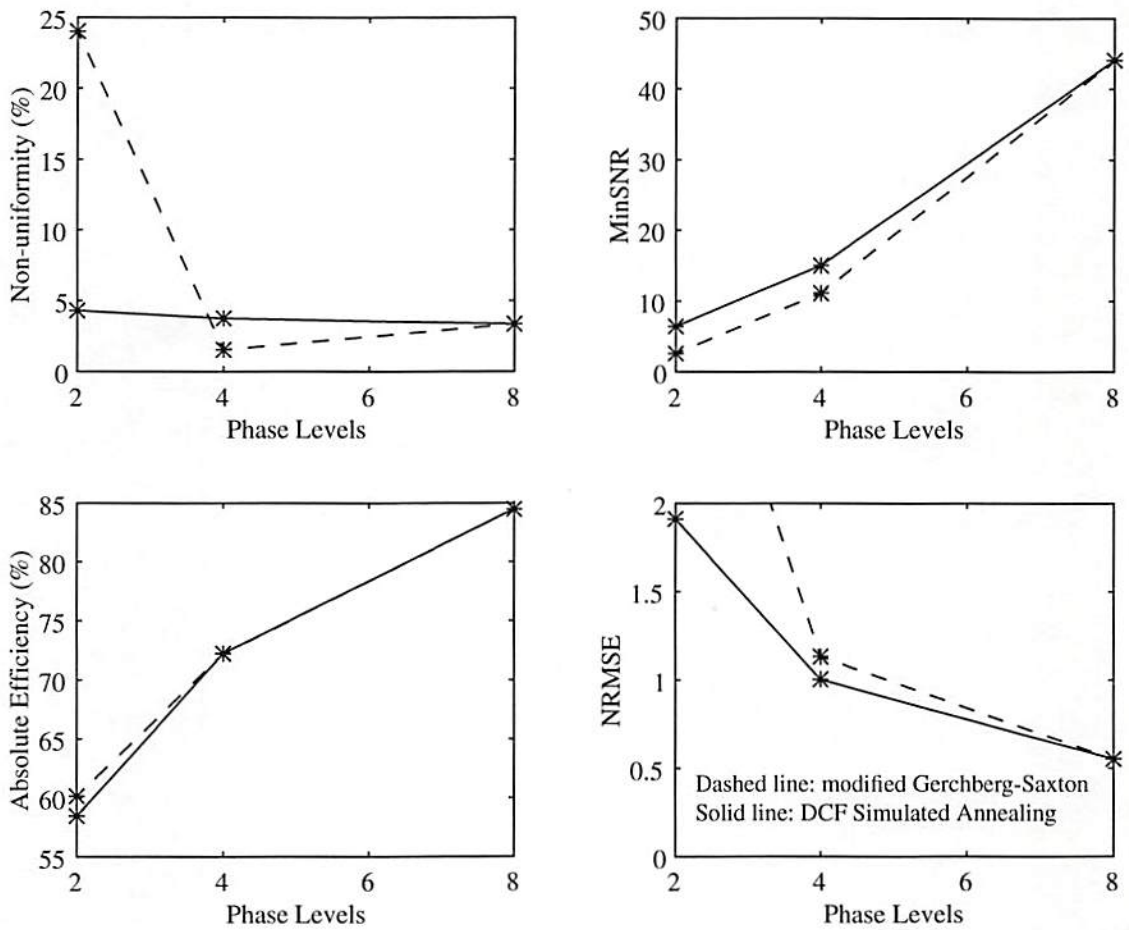 25
20
15
10
5
0
Non-uniformity (%)
2 4 6 8
Phase Levels
50
40
30
20
10
0
MinSNR
2 4 6 8
Phase Levels
85
80
75
70
65
60
55
Absolute Efficiency (%)
2 4 6 8
Phase Levels
2
1.5
1
0.5
0
NRMSE
Dashed line: modified Gerchberg-Saxton
Solid line: DCF Simulated Annealing
2 4 6 8
Phase Levels